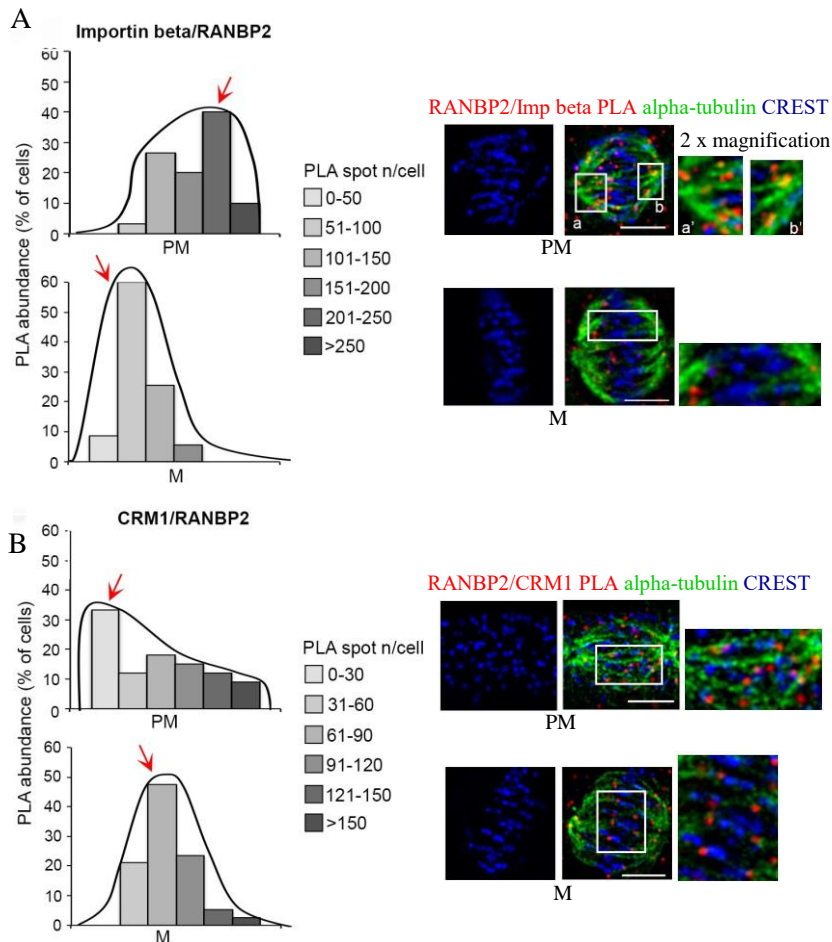 A
Importin beta/RANBP2
PLA abundance (% of cells)
60
50
40
30
20
10
0
PM
60
50
40
30
20
10
0
M
PLA spot n/cell
0-50
51-100
101-150
151-200
201-250
>250
RANBP2/Imp beta PLA alpha-tubulin CREST
2 x magnification
a
b
a'
b'
PM
M
B
CRM1/RANBP2
PLA abundance (% of cells)
60
50
40
30
20
10
0
PM
60
50
40
30
20
10
0
M
PLA spot n/cell
0-30
31-60
61-90
91-120
121-150
>150
RANBP2/CRM1 PLA alpha-tubulin CREST
PM
M